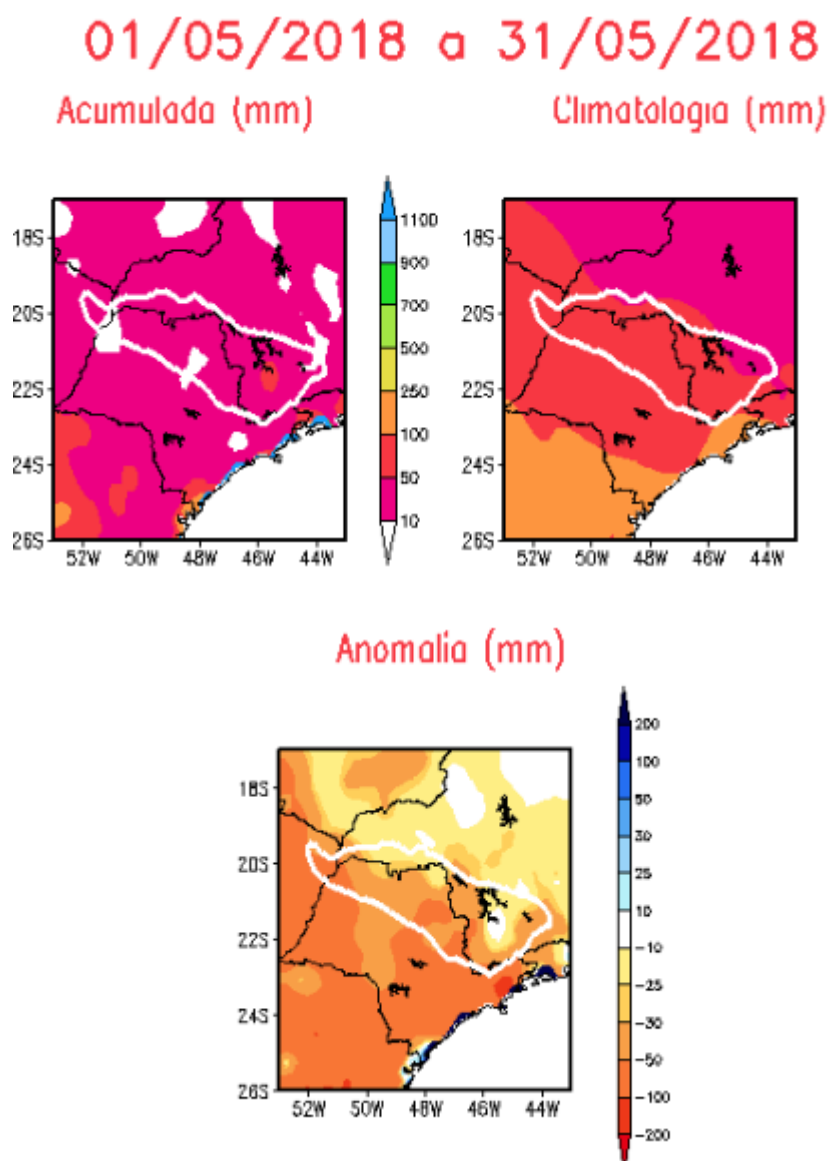 01/05/2018 a 31/05/2018
Acumulada (mm)
Climatologia (mm)
18S
20S
22S
24S
26S
52W 50W 48W 46W 44W
1100
900
700
500
250
100
50
10
18S
20S
22S
24S
26S
52W 50W 48W 46W 44W
Anomalia (mm)
18S
20S
22S
24S
26S
52W 50W 48W 46W 44W
200
100
50
30
25
10
-10
-25
-30
-50
-100
-200